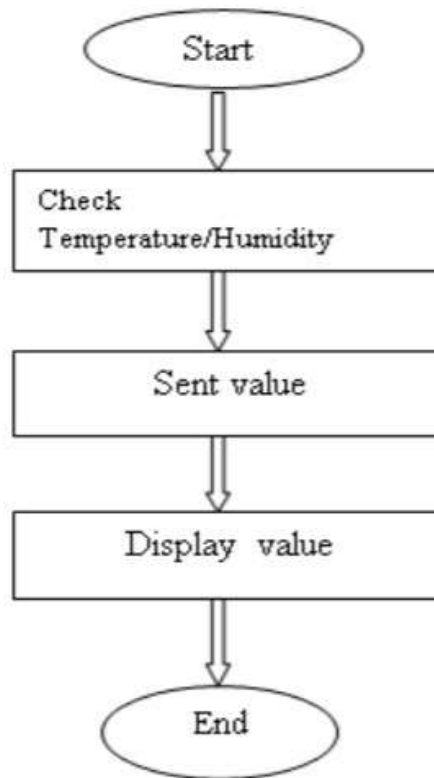 Start
Check
Temperature/Humidity
Sent value
Display value
End